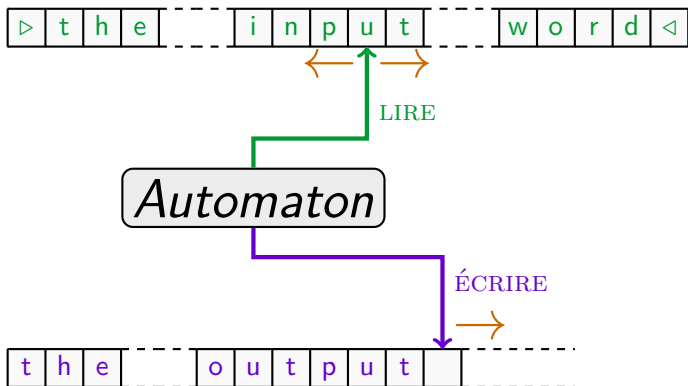 ▷ t h e i n p u t w o r d ◁
LIRE
Automaton
ÉCRIRE
t h e o u t p u t